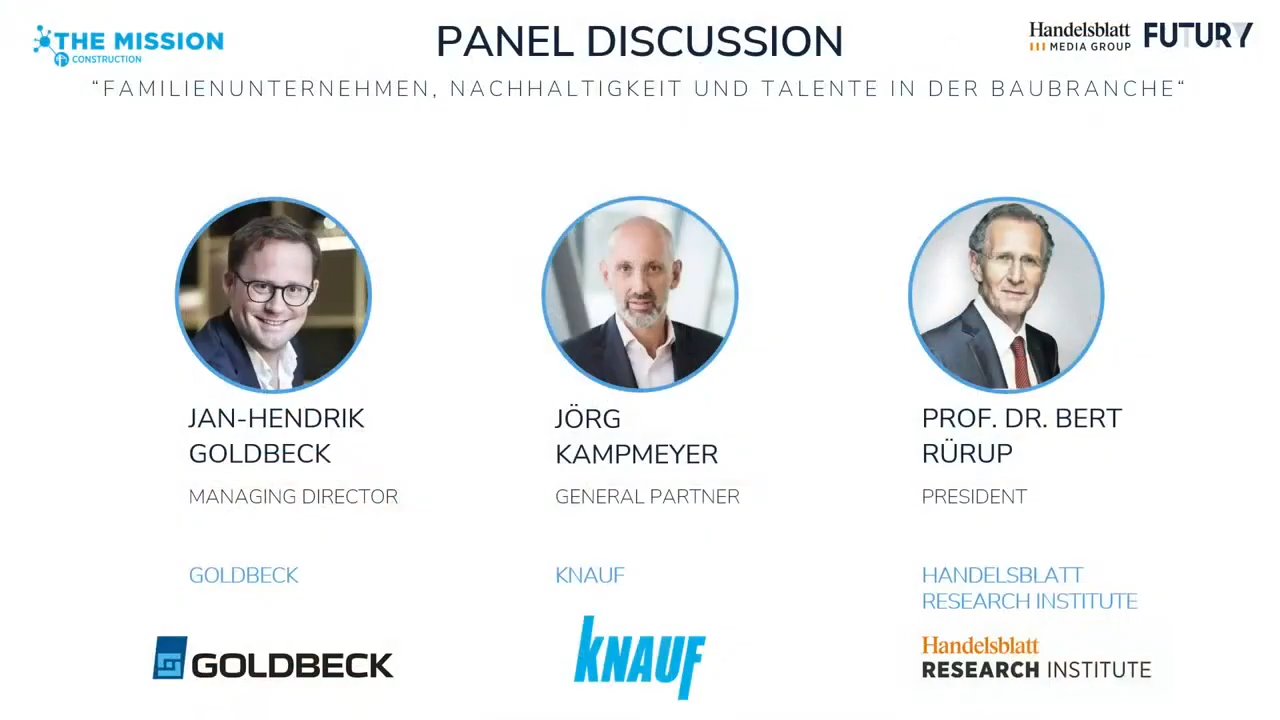 THE MISSION
CONSTRUCTION
PANEL DISCUSSION
Handelsblatt
MEDIA GROUP
FUTURY
“FAMILIENUNTERNEHMEN, NACHHALTIGKEIT UND TALENTE IN DER BAUBRANCHE“
JAN-HENDRIK
GOLDBECK
MANAGING DIRECTOR
GOLDBECK
GOLDBECK
JÖRG
KAMPMEYER
GENERAL PARTNER
KNAUF
KNAUF
PROF. DR. BERT
RÜRUP
PRESIDENT
HANDELSBLATT
RESEARCH INSTITUTE
Handelsblatt
RESEARCH INSTITUTE